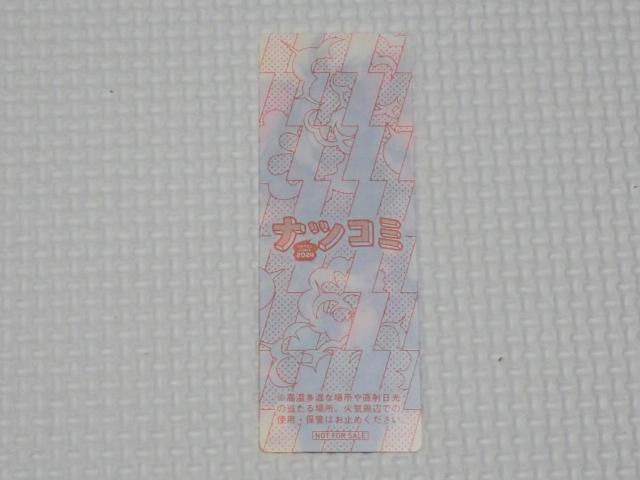 ナツコミ
2024
※高温多湿な場所や直射日光
の当たる場所、火気周辺での
使用・保管はお止めください
NOT FOR SALE